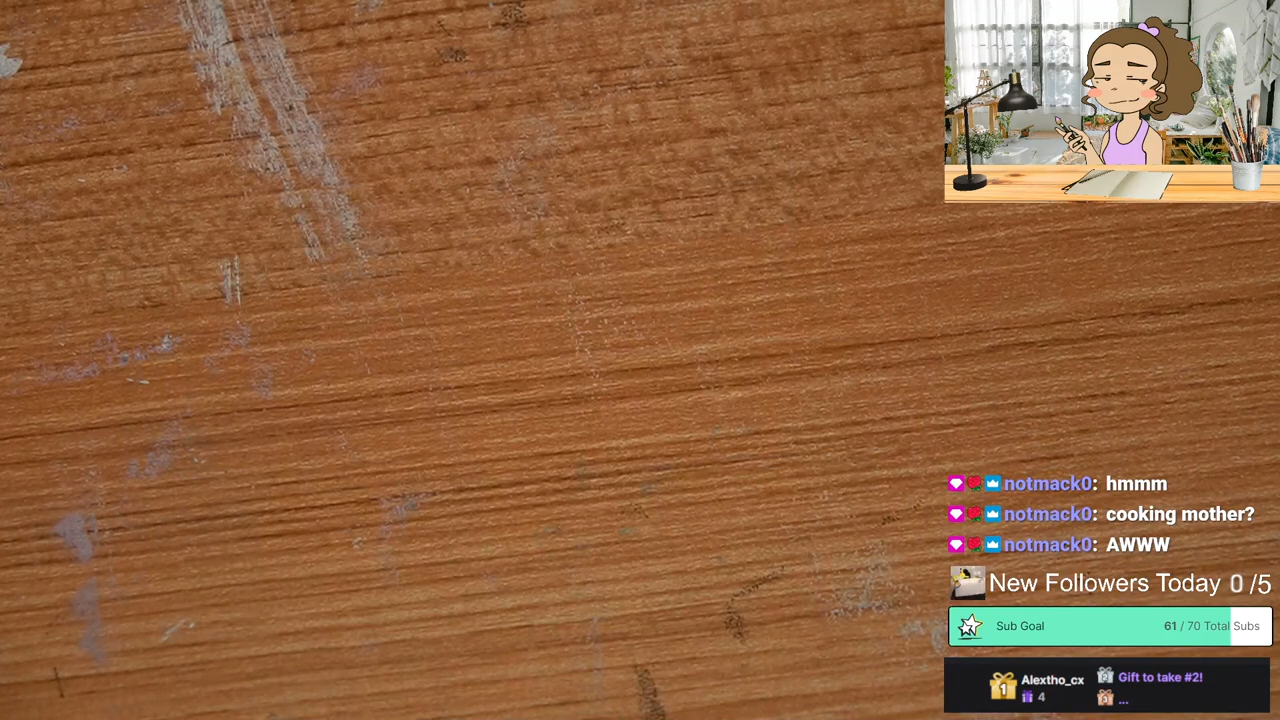 notmack0: hmmm
notmack0: cooking mother?
notmack0: AWWW
New Followers Today 0 /5
Sub Goal 61 / 70 Total Subs
1 Alextho_cx 4
Gift to take #2!
...